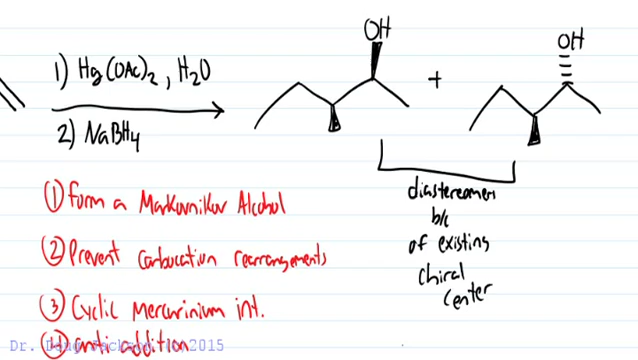 1) Hg(OAc)2, H2O
2) NaBH4
OH
+
OH
diastereomers
b/c
of existing
chiral
center
① Form a Markovnikov Alcohol
② Prevent carbocation rearrangements
③ Cyclic Mercurinium int.
④ anti addition
2015